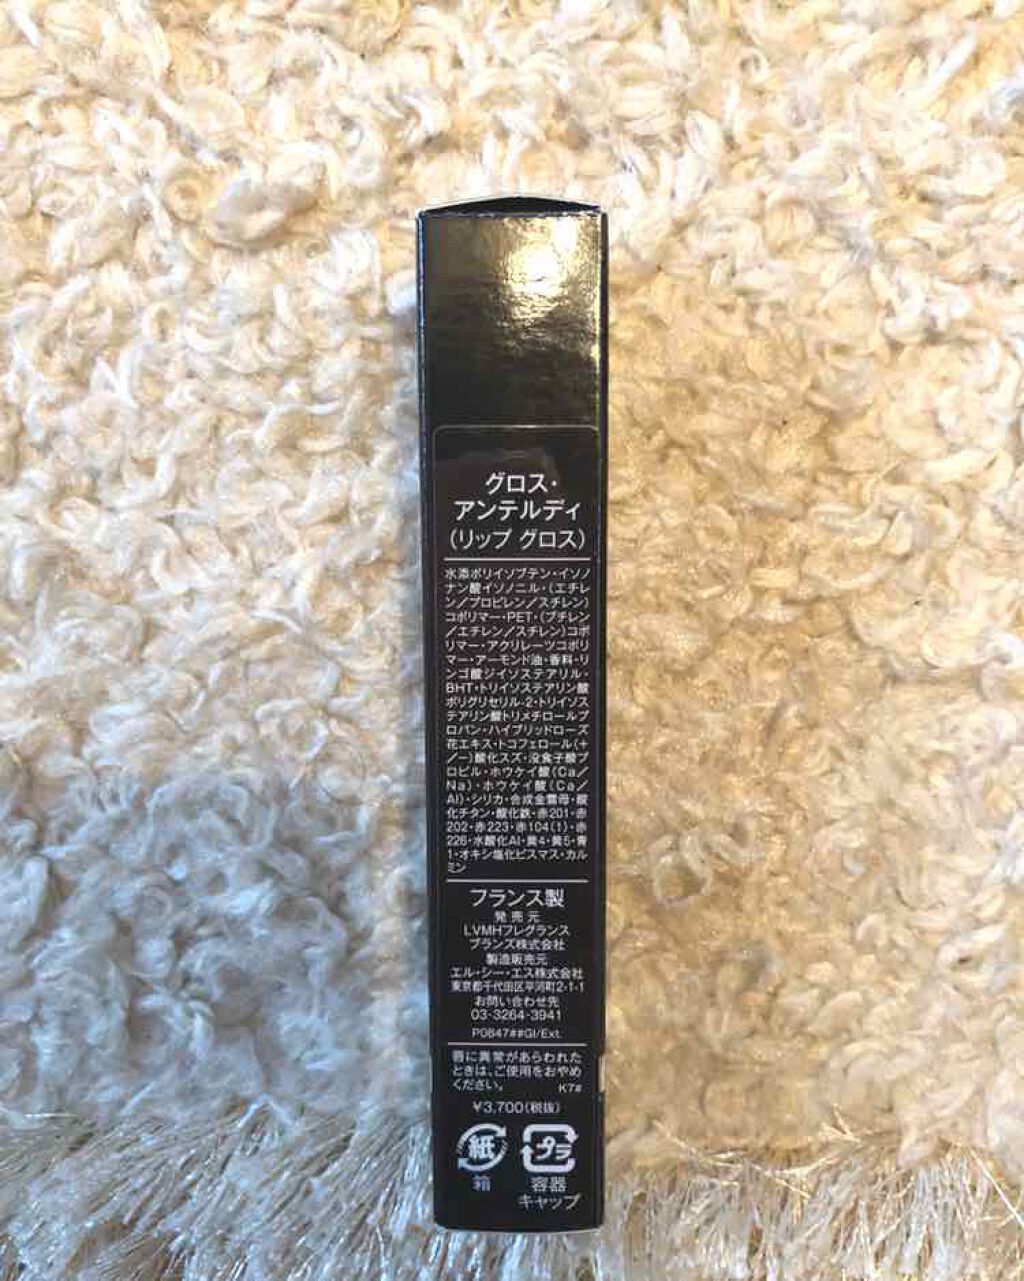 グロス・
アンテルディ
(リップ グロス)
水添ポリイソブテン・イソノ
ナン酸イソノニル・(エチレ
ン／プロピレン／スチレン)
コポリマー・PET・(ブチレン
／エチレン／スチレン)コポ
リマー・アクリレーツコポリ
マー・アーモンド油・香料・リ
ンゴ酸ジイソステアリル・
BHT・トリイソステアリン酸
ポリグリセリル-2・トリイソス
テアリン酸トリメチロールプ
ロパン・ハイブリッドローズ
花エキス・トコフェロール(+
／−)酸化スズ・没食子酸プ
ロピル・ホウケイ酸(Ca／
Na)・ホウケイ酸(Ca／
Al)・シリカ・合成金雲母・酸
化チタン・酸化鉄・赤201・赤
202・赤223・赤104(1)・赤
226・水酸化Al・黄4・黄5・青
1・オキシ塩化ビスマス・カル
ミン
フランス製
発売元
LVMHフレグランス
ブランズ株式会社
製造販売元
エル・シー・エス株式会社
東京都千代田区平河町2-1-1
お問い合わせ先
03-3264-3941
P0847##Gl/Ext.
唇に異常があらわれた
ときは、ご使用をおやめ
ください。 K7#
¥3,700(税抜)
紙 プラ
箱 容器
キャップ